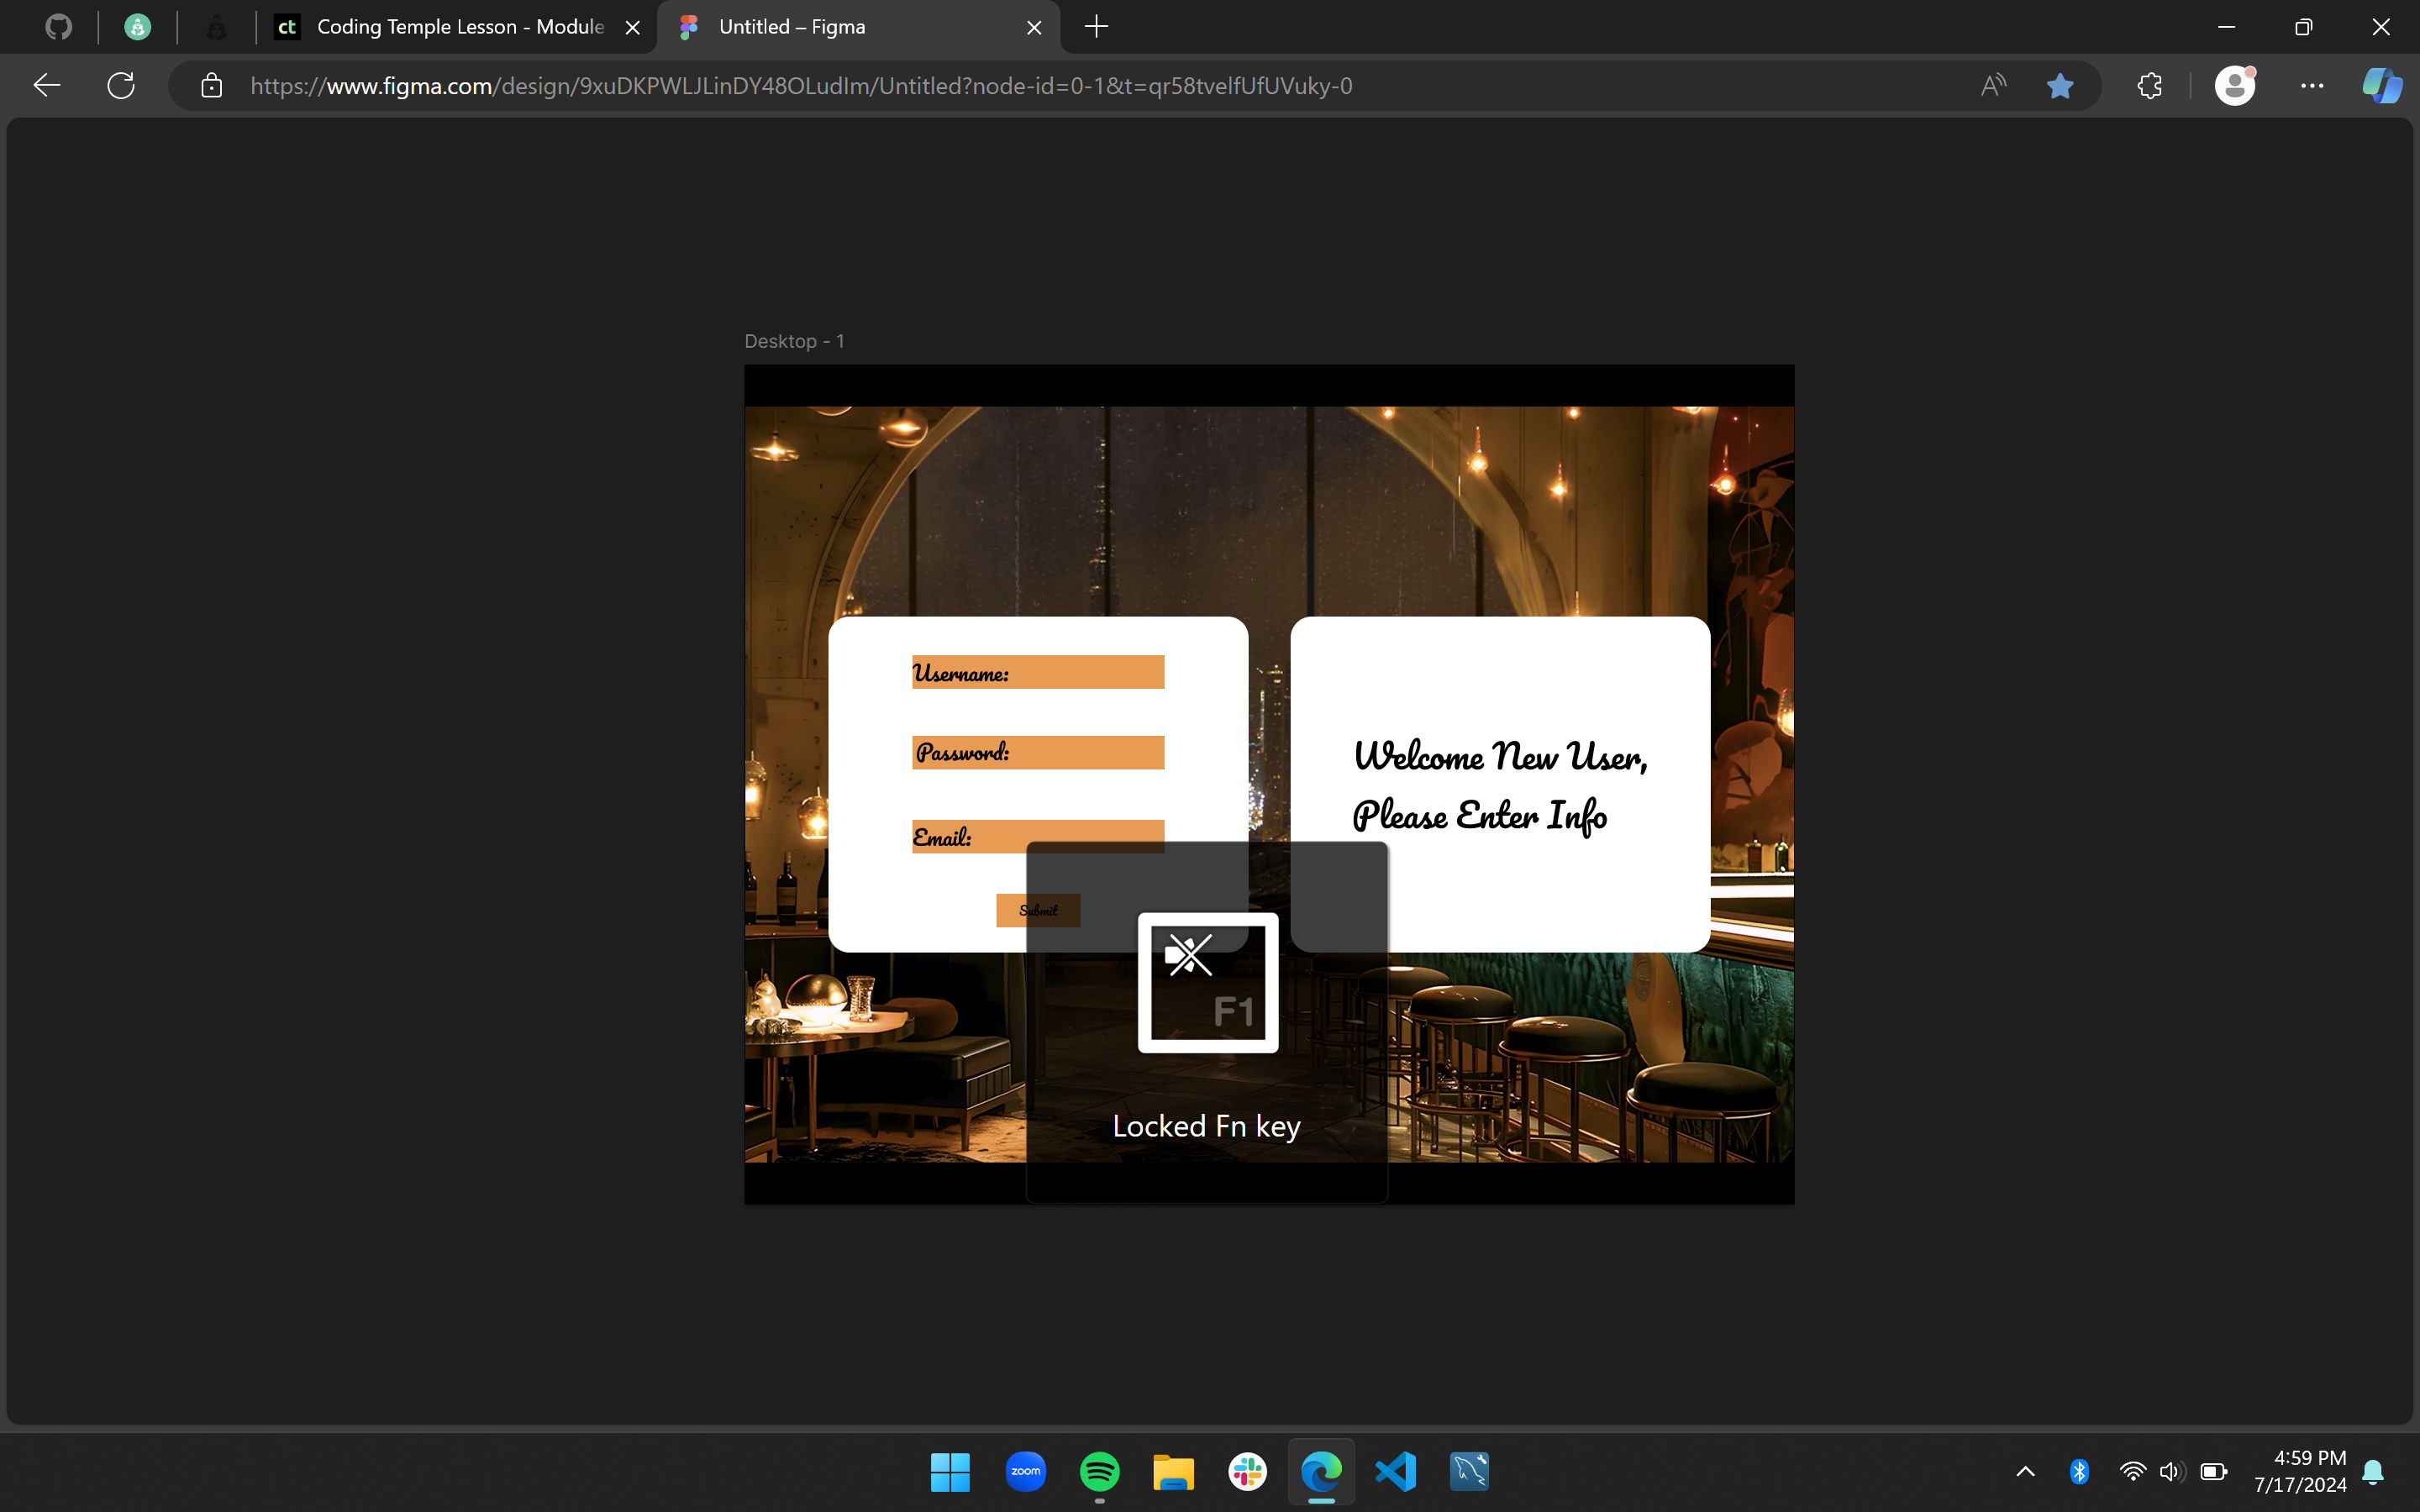 ct Coding Temple Lesson - Module
Untitled – Figma
https://www.figma.com/design/9xuDKPWLJLinDY48OLudIm/Untitled?node-id=0-1&t=qr58tvelfUfUVuky-0
Desktop - 1
Username:
Password:
Email:
Submit
Welcome New User,
Please Enter Info
F1
Locked Fn key
zoom
4:59 PM
7/17/2024